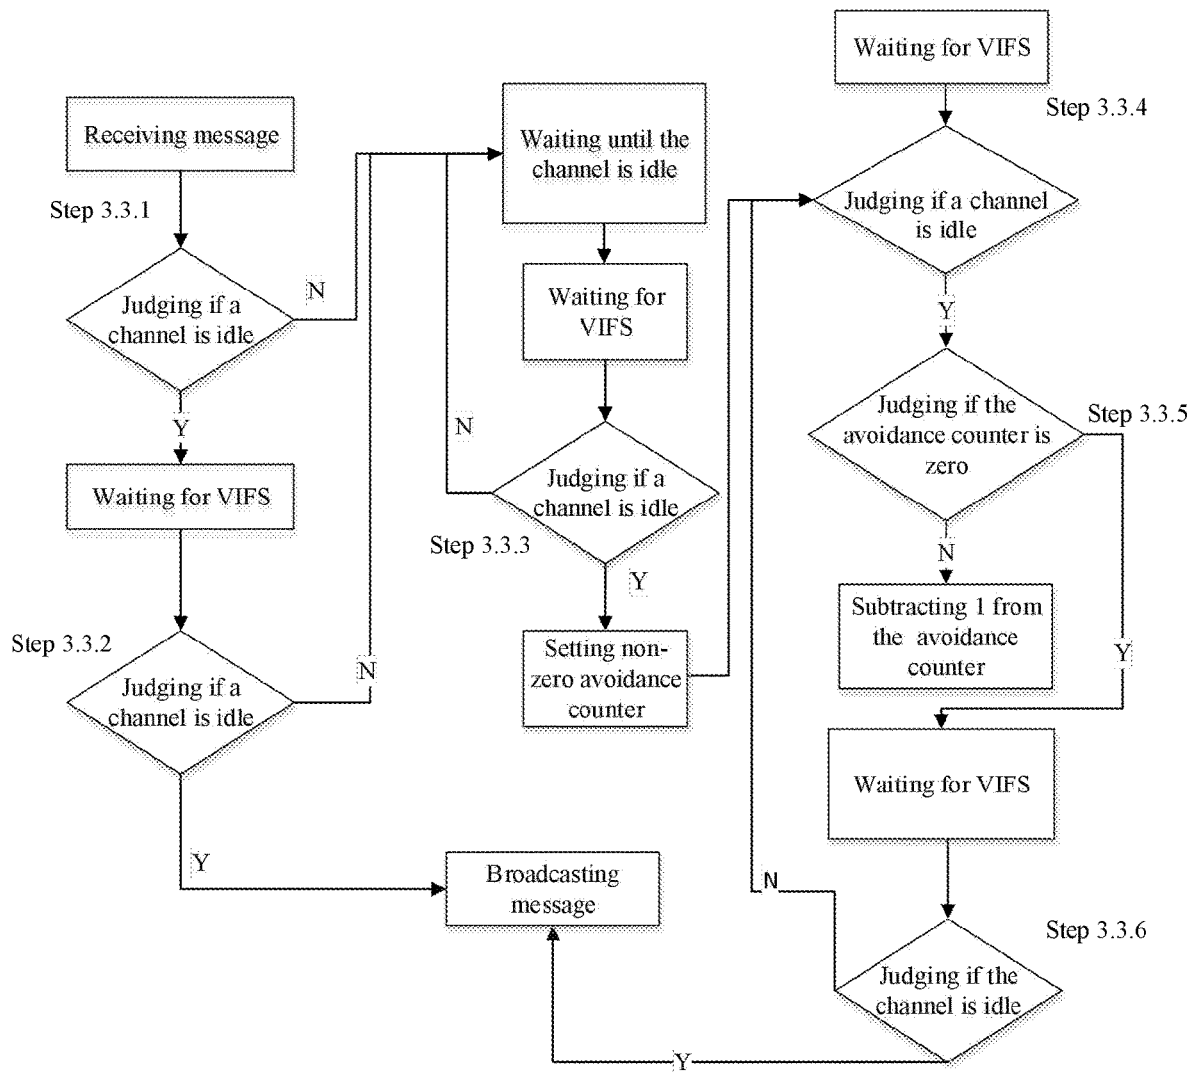 Receiving message
Step 3.3.1
Judging if a
channel is idle
N
Y
Waiting for VIFS
Step 3.3.2
Judging if a
channel is idle
N
Y
Waiting until the
channel is idle
Waiting for
VIFS
N
Judging if a
channel is idle
Step 3.3.3
Y
Setting non-
zero avoidance
counter
Broadcasting
message
Waiting for VIFS
Step 3.3.4
Judging if a channel
is idle
Y
Judging if the
avoidance counter is
zero
Step 3.3.5
N
Subtracting 1 from
the avoidance
counter
Y
Waiting for VIFS
N
Step 3.3.6
Judging if the
channel is idle
Y